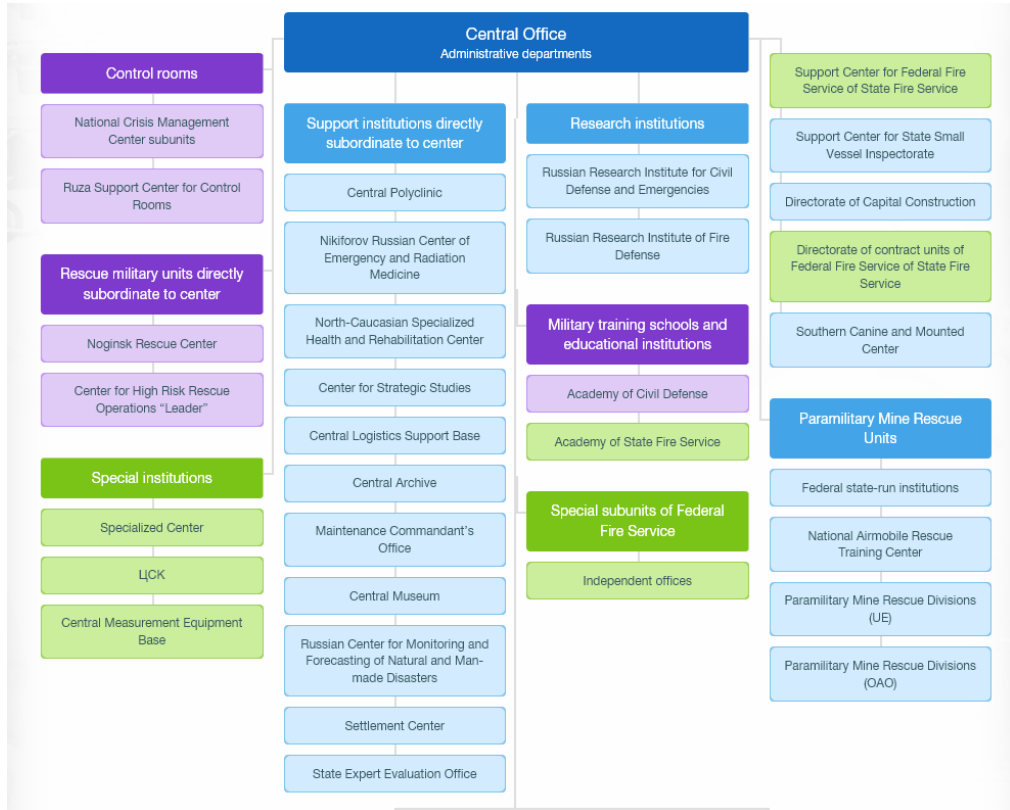 Central Office
Administrative departments
Control rooms
National Crisis Management
Center subunits
Ruza Support Center for Control
Rooms
Rescue military units directly
subordinate to center
Noginsk Rescue Center
Center for High Risk Rescue
Operations “Leader”
Special institutions
Specialized Center
ЦСК
Central Measurement Equipment
Base
Support institutions directly
subordinate to center
Central Polyclinic
Nikiforov Russian Center of
Emergency and Radiation
Medicine
North-Caucasian Specialized
Health and Rehabilitation Center
Center for Strategic Studies
Central Logistics Support Base
Central Archive
Maintenance Commandant’s
Office
Central Museum
Russian Center for Monitoring and
Forecasting of Natural and Man-
made Disasters
Settlement Center
State Expert Evaluation Office
Research institutions
Russian Research Institute for Civil
Defense and Emergencies
Russian Research Institute of Fire
Defense
Military training schools and
educational institutions
Academy of Civil Defense
Academy of State Fire Service
Special subunits of Federal
Fire Service
Independent offices
Support Center for Federal Fire
Service of State Fire Service
Support Center for State Small
Vessel Inspectorate
Directorate of Capital Construction
Directorate of contract units of
Federal Fire Service of State Fire
Service
Southern Canine and Mounted
Center
Paramilitary Mine Rescue
Units
Federal state-run institutions
National Airmobile Rescue
Training Center
Paramilitary Mine Rescue Divisions
(UE)
Paramilitary Mine Rescue Divisions
(OAO)